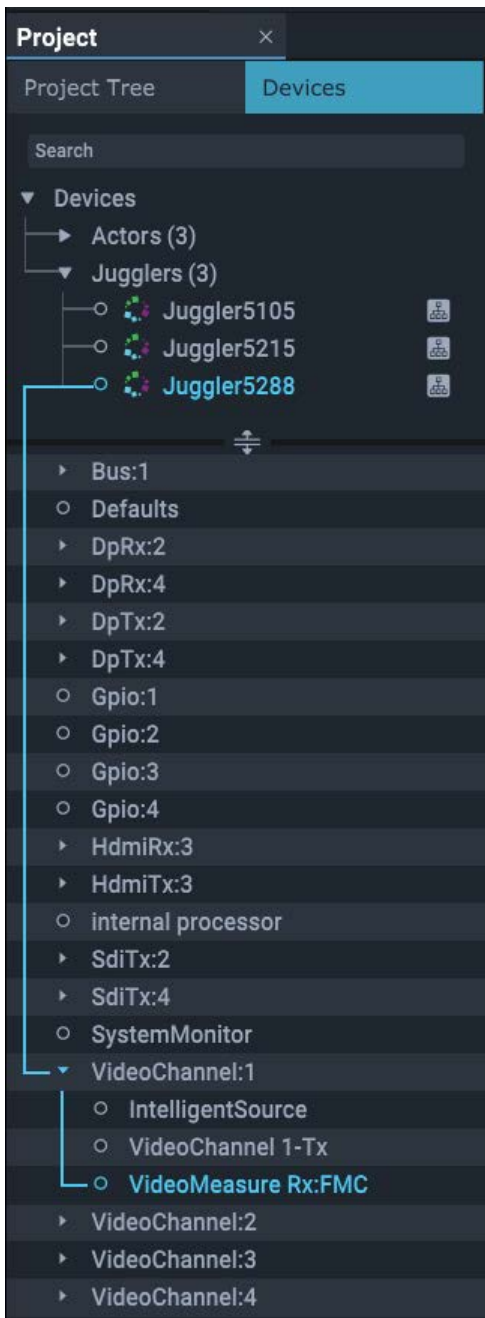 Project
Project Tree Devices
Search
Devices
Actors (3)
Jugglers (3)
Juggler5105
Juggler5215
Juggler5288
Bus:1
Defaults
DpRx:2
DpRx:4
DpTx:2
DpTx:4
Gpio:1
Gpio:2
Gpio:3
Gpio:4
HdmiRx:3
HdmiTx:3
internal processor
SdiTx:2
SdiTx:4
SystemMonitor
VideoChannel:1
IntelligentSource
VideoChannel 1-Tx
VideoMeasure Rx:FMC
VideoChannel:2
VideoChannel:3
VideoChannel:4